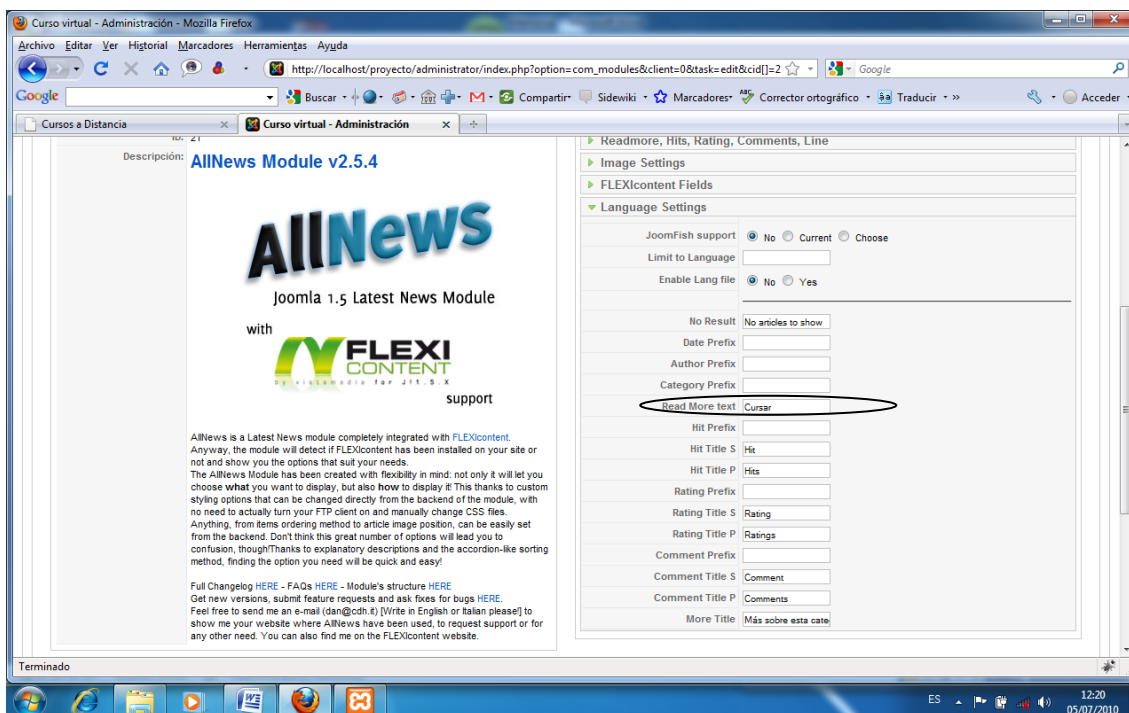 Curso virtual - Administración - Mozilla Firefox
Archivo Editar Ver Historial Marcadores Herramientas Ayuda
http://localhost/proyecto/administrator/index.php?option=com_modules&client=0&task=edit&cid[]=2
Google
Google
Buscar
Compartir
Sidewiki
Marcadores
Corrector ortográfico
Traducir
»
Acceder
Cursos a Distancia
Curso virtual - Administración
ID: 21
Descripción:
AllNews Module v2.5.4
AllNews
Joomla 1.5 Latest News Module
with
FLEXI
CONTENT
by vistamedia for J!1.5.X
support
AllNews is a Latest News module completely integrated with FLEXIcontent.
Anyway, the module will detect if FLEXIcontent has been installed on your site or
not and show you the options that suit your needs.
The AllNews Module has been created with flexibility in mind: not only it will let you
choose what you want to display, but also how to display it! This thanks to custom
styling options that can be changed directly from the backend of the module, with
no need to actually turn your FTP client on and manually change CSS files.
Anything, from items ordering method to article image position, can be easily set
from the backend. Don't think this great number of options will lead you to
confusion, though!Thanks to explanatory descriptions and the accordion-like sorting
method, finding the option you need will be quick and easy!
Full Changelog HERE - FAQs HERE - Module's structure HERE
Get new versions, submit feature requests and ask fixes for bugs HERE.
Feel free to send me an e-mail (dan@cdh.it) [Write in English or Italian please!] to
show me your website where AllNews have been used, to request support or for
any other need. You can also find me on the FLEXIcontent website.
Readmore, Hits, Rating, Comments, Line
Image Settings
FLEXIcontent Fields
Language Settings
JoomFish support No Current Choose
Limit to Language
Enable Lang file No Yes
No Result No articles to show
Date Prefix
Author Prefix
Category Prefix
Read More text Cursar
Hit Prefix
Hit Title S Hit
Hit Title P Hits
Rating Prefix
Rating Title S Rating
Rating Title P Ratings
Comment Prefix
Comment Title S Comment
Comment Title P Comments
More Title Más sobre esta cate
Terminado
ES
12:20
05/07/2010